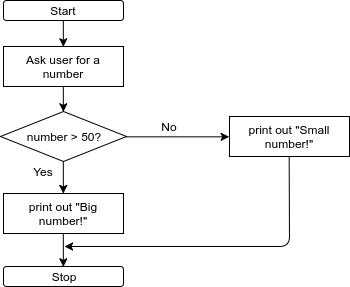 Start
Ask user for a
number
number > 50?
No
print out "Small
number!"
Yes
print out "Big
number!"
Stop